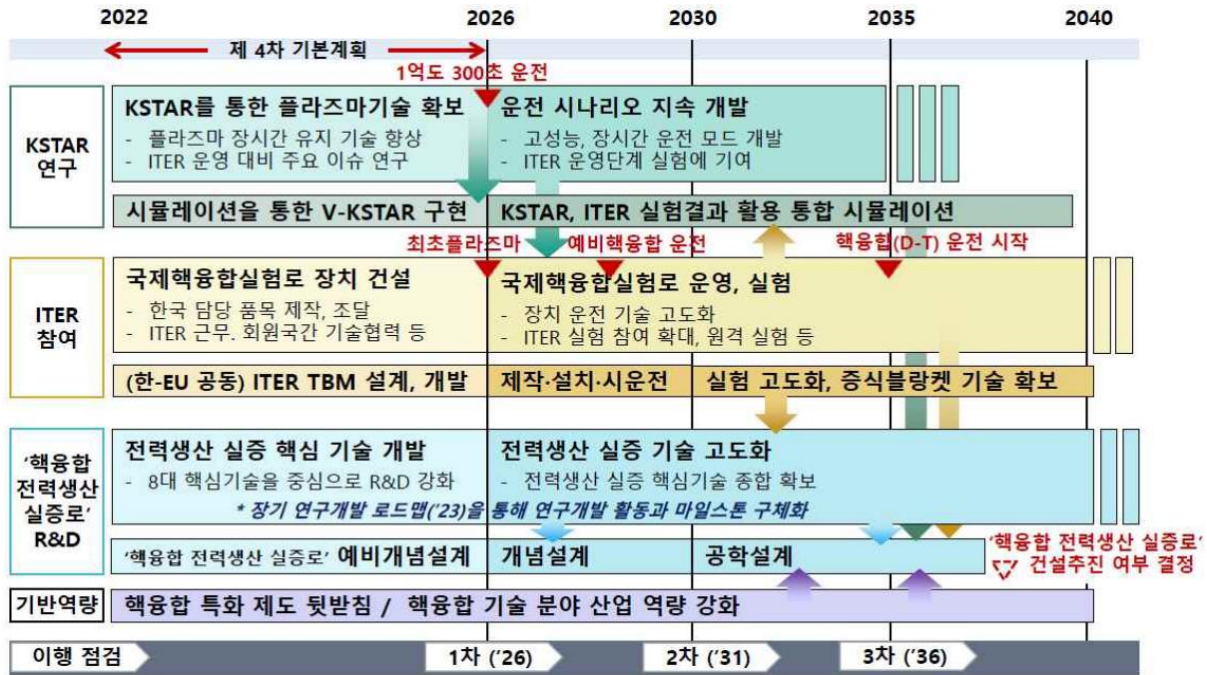 2022 2026 2030 2035 2040
제 4차 기본계획
1억도 300초 운전
KSTAR
연구
KSTAR를 통한 플라즈마기술 확보
- 플라즈마 장시간 유지 기술 향상
- ITER 운영 대비 주요 이슈 연구
운전 시나리오 지속 개발
- 고성능, 장시간 운전 모드 개발
- ITER 운영단계 실험에 기여
시뮬레이션을 통한 V-KSTAR 구현
KSTAR, ITER 실험결과 활용 통합 시뮬레이션
최초플라즈마
예비핵융합 운전
핵융합(D-T) 운전 시작
ITER
참여
국제핵융합실험로 장치 건설
- 한국 담당 품목 제작, 조달
- ITER 근무. 회원국간 기술협력 등
국제핵융합실험로 운영, 실험
- 장치 운전 기술 고도화
- ITER 실험 참여 확대, 원격 실험 등
(한-EU 공동) ITER TBM 설계, 개발
제작·설치·시운전
실험 고도화, 증식블랑켓 기술 확보
‘핵융합
전력생산
실증로’
R&D
전력생산 실증 핵심 기술 개발
- 8대 핵심기술을 중심으로 R&D 강화
전력생산 실증 기술 고도화
- 전력생산 실증 핵심기술 종합 확보
* 장기 연구개발 로드맵(’23)을 통해 연구개발 활동과 마일스톤 구체화
‘핵융합 전력생산 실증로’ 예비개념설계
개념설계
공학설계
‘핵융합 전력생산 실증로’
건설추진 여부 결정
기반역량
핵융합 특화 제도 뒷받침 / 핵융합 기술 분야 산업 역량 강화
이행 점검
1차 (’26)
2차 (’31)
3차 (’36)